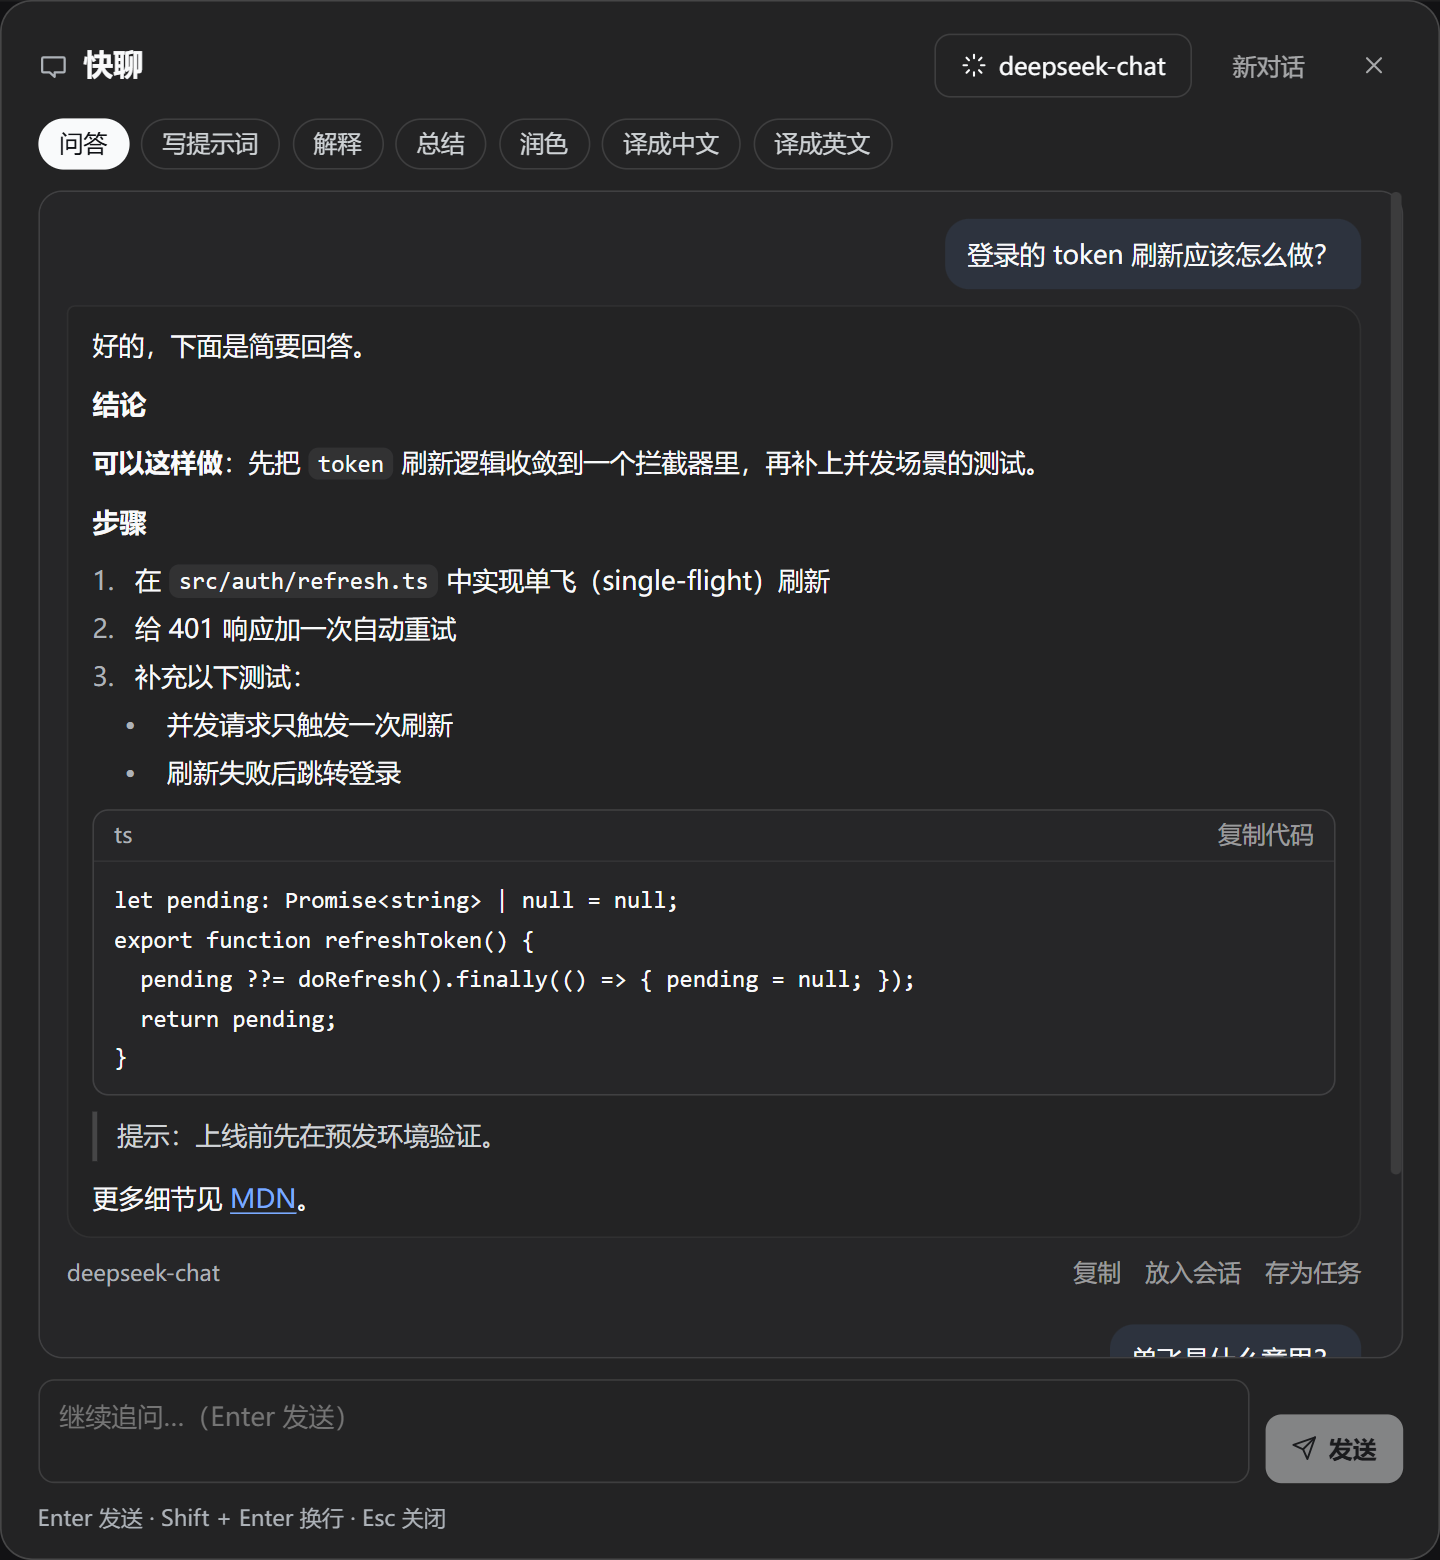 快聊
deepseek-chat
新对话
问答
写提示词
解释
总结
润色
译成中文
译成英文
登录的 token 刷新应该怎么做？
好的，下面是简要回答。
结论
可以这样做：先把 token 刷新逻辑收敛到一个拦截器里，再补上并发场景的测试。
步骤
1. 在 src/auth/refresh.ts 中实现单飞（single-flight）刷新
2. 给 401 响应加一次自动重试
3. 补充以下测试：
• 并发请求只触发一次刷新
• 刷新失败后跳转登录
ts
复制代码
let pending: Promise<string> | null = null;
export function refreshToken() {
  pending ??= doRefresh().finally(() => { pending = null; });
  return pending;
}
提示：上线前先在预发环境验证。
更多细节见 MDN。
deepseek-chat
复制
放入会话
存为任务
单飞是什么意思？
继续追问…（Enter 发送）
发送
Enter 发送 · Shift + Enter 换行 · Esc 关闭